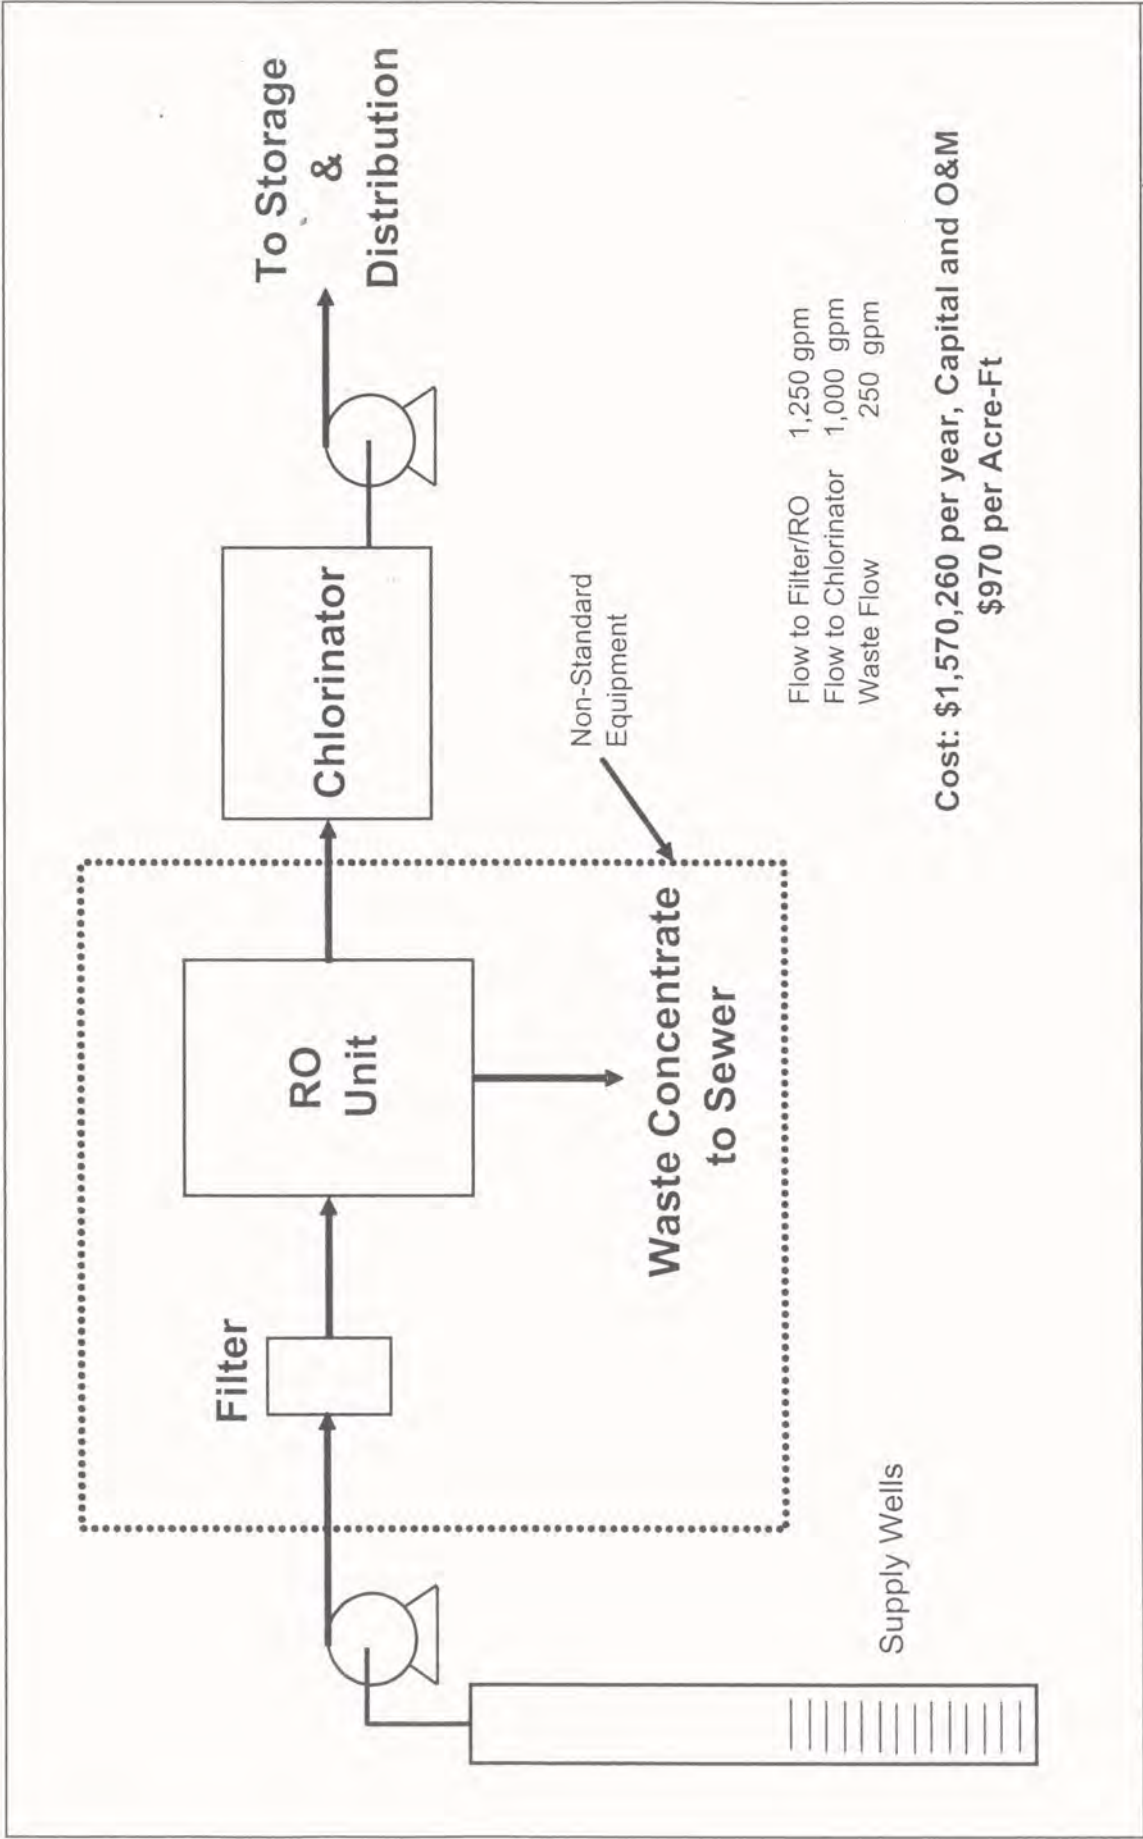 Supply Wells
Filter
RO
Unit
Waste Concentrate
to Sewer
Chlorinator
Non-Standard
Equipment
To Storage
&
Distribution
Flow to Filter/RO 1,250 gpm
Flow to Chlorinator 1,000 gpm
Waste Flow 250 gpm
Cost: $1,570,260 per year, Capital and O&M
$970 per Acre-Ft